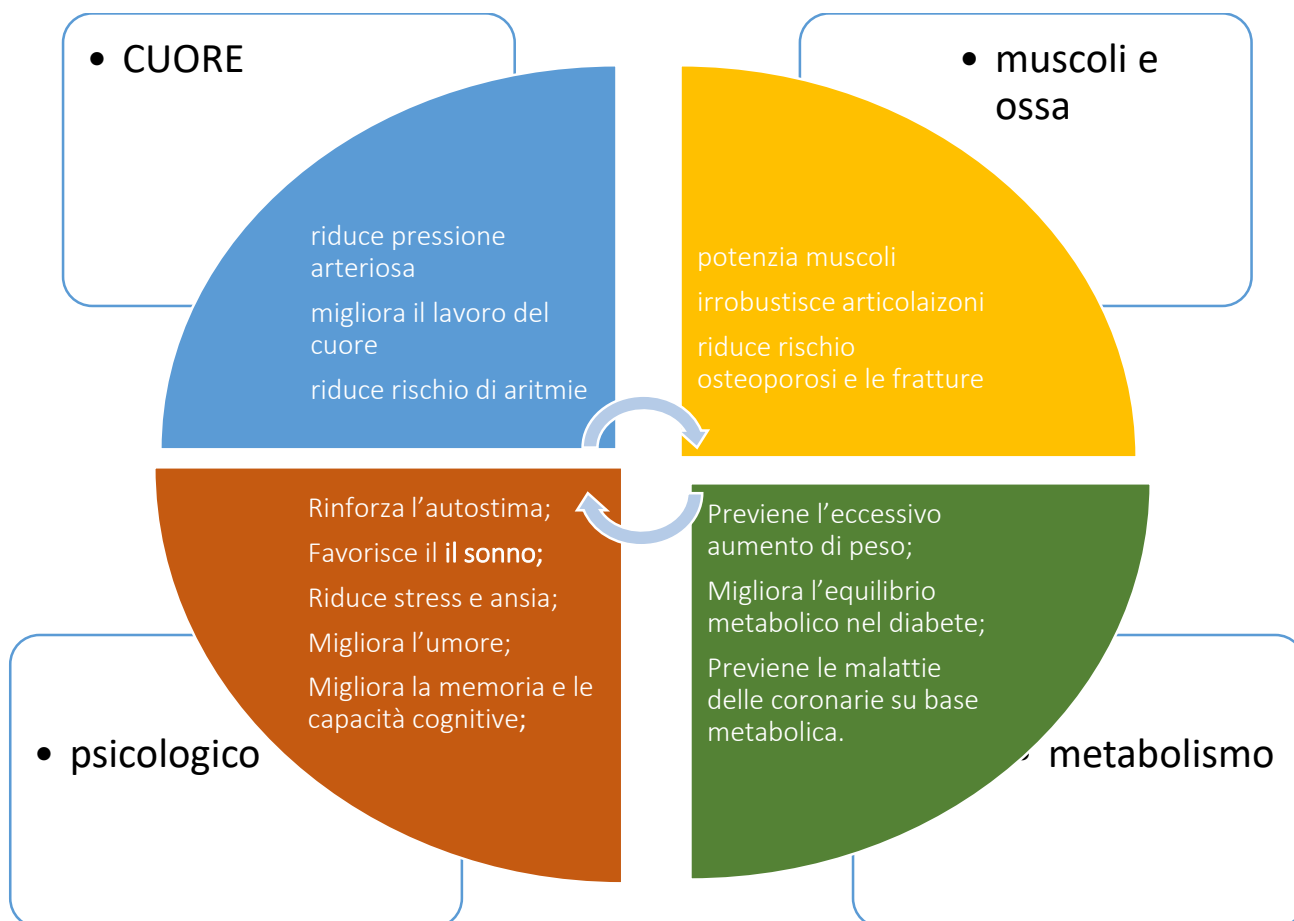 • CUORE
riduce pressione
arteriosa
migliora il lavoro del
cuore
riduce rischio di aritmie
• muscoli e
ossa
potenzia muscoli
irrobustisce articolaizoni
riduce rischio
osteoporosi e le fratture
Rinforza l’autostima;
Favorisce il il sonno;
Riduce stress e ansia;
Migliora l’umore;
Migliora la memoria e le
capacità cognitive;
• psicologico
Previene l’eccessivo
aumento di peso;
Migliora l’equilibrio
metabolico nel diabete;
Previene le malattie
delle coronarie su base
metabolica.
• metabolismo